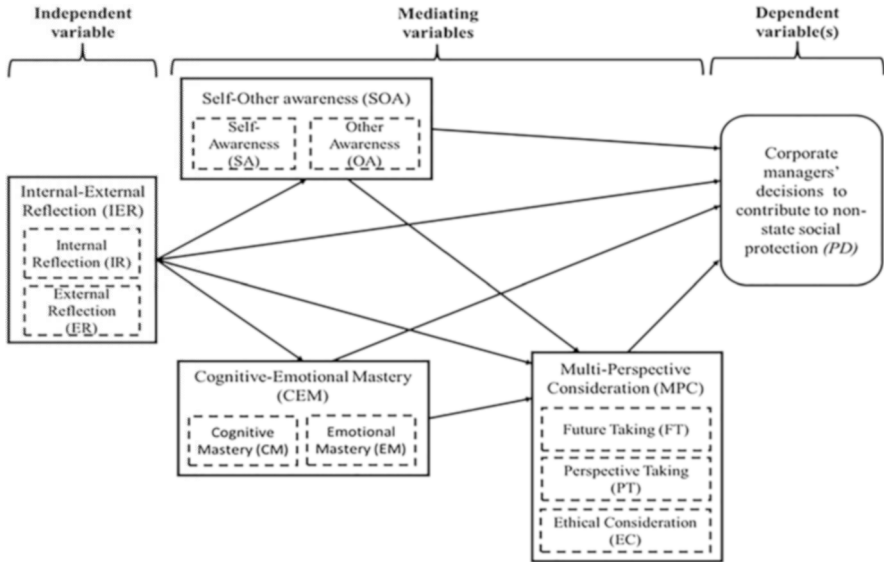 Independent
variable
Mediating
variables
Dependent
variable(s)
Self-Other awareness (SOA)
Self-
Awareness
(SA)
Other
Awareness
(OA)
Internal-External
Reflection (IER)
Internal
Reflection (IR)
External
Reflection
(ER)
Corporate
managers'
decisions to
contribute to non-
state social
protection (PD)
Cognitive-Emotional Mastery
(CEM)
Cognitive
Mastery (CM)
Emotional
Mastery (EM)
Multi-Perspective
Consideration (MPC)
Future Taking (FT)
Perspective Taking
(PT)
Ethical Consideration
(EC)